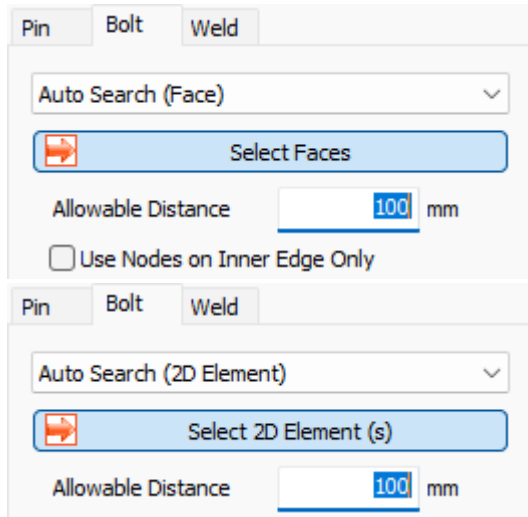 Pin Bolt Weld
Auto Search (Face)
Select Faces
Allowable Distance 100 mm
Use Nodes on Inner Edge Only
Pin Bolt Weld
Auto Search (2D Element)
Select 2D Element (s)
Allowable Distance 100 mm